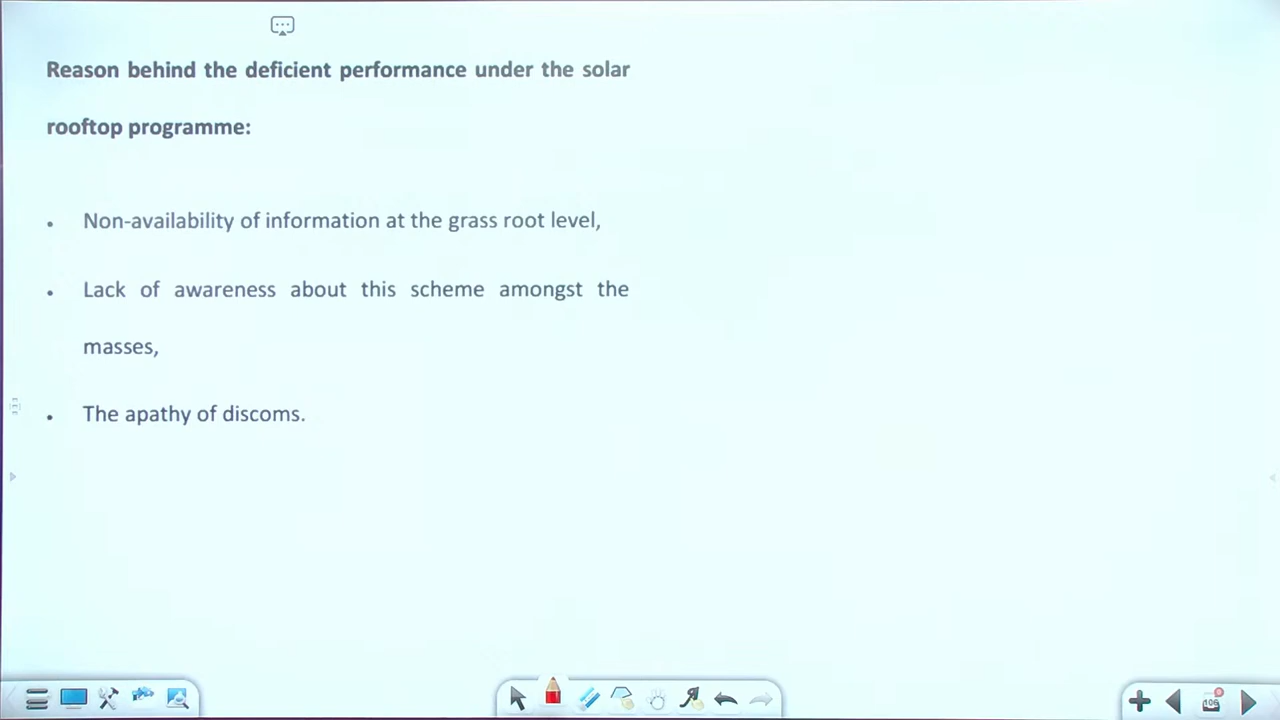 Reason behind the deficient performance under the solar
rooftop programme:
• Non-availability of information at the grass root level,
• Lack of awareness about this scheme amongst the
masses,
• The apathy of discoms.
106